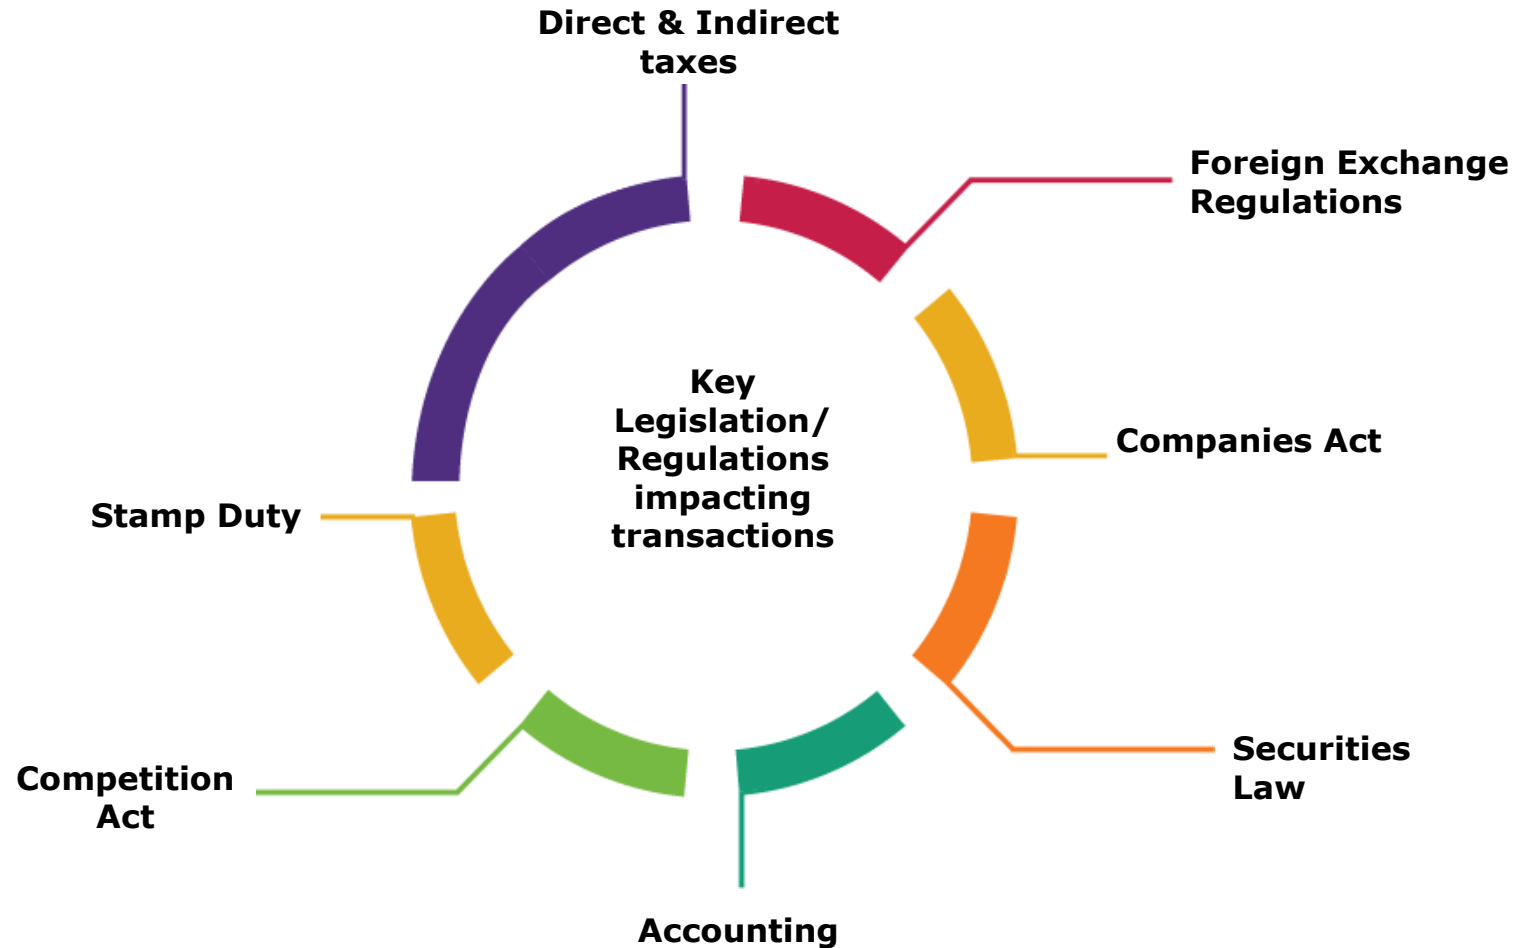 Direct & Indirect
taxes
Foreign Exchange
Regulations
Key
Legislation/
Regulations
impacting
transactions
Companies Act
Stamp Duty
Securities
Law
Competition
Act
Accounting